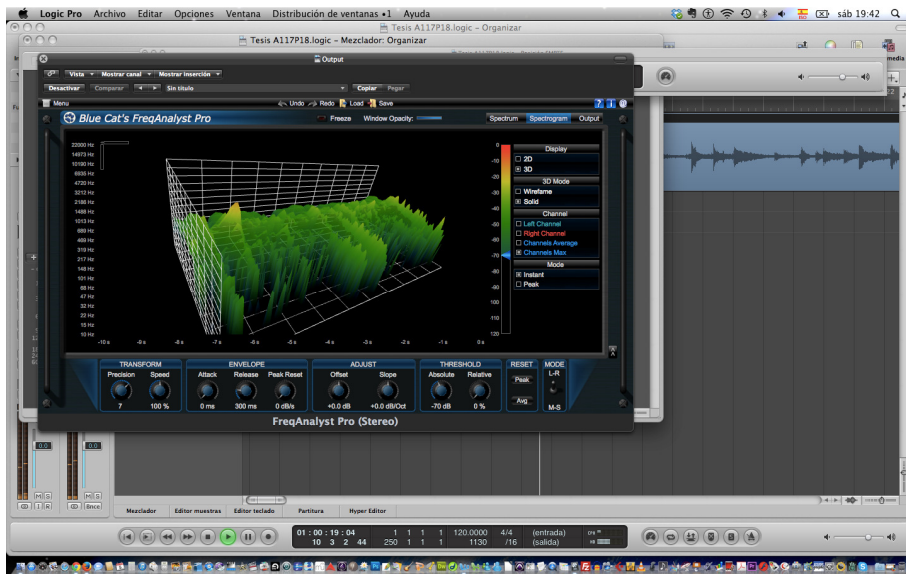 Logic Pro Archivo Editar Opciones Ventana Distribución de ventanas •1 Ayuda sáb 19:42
Tesis A117P18.logic – Organizar
Tesis A117P18.logic – Mezclador: Organizar
Output
Vista Mostrar canal Mostrar inserción
Desactivar Comparar Sin título Copiar Pegar
Menu Undo Redo Load Save
Blue Cat's FreqAnalyst Pro Freeze Window Opacity: Spectrum Spectrogram Output
22000 Hz
14973 Hz
10190 Hz
6935 Hz
4720 Hz
3212 Hz
2186 Hz
1488 Hz
1013 Hz
689 Hz
469 Hz
319 Hz
217 Hz
148 Hz
101 Hz
68 Hz
47 Hz
32 Hz
22 Hz
15 Hz
10 Hz
-10 s -9 s -8 s -7 s -6 s -5 s -4 s -3 s -2 s -1 s 0 s
0
-10
-20
-30
-40
-50
-60
-70
-80
-90
-100
-110
-120
Display
2D
3D
3D Mode
Wirefame
Solid
Channel
Left Channel
Right Channel
Channels Average
Channels Max
Mode
Instant
Peak
TRANSFORM ENVELOPE ADJUST THRESHOLD RESET MODE
Precision Speed Attack Release Peak Reset Offset Slope Absolute Relative Peak L-R
7 100 % 0 ms 300 ms 0 dB/s +0.0 dB +0.0 dB/Oct -70 dB 0 % Avg M-S
FreqAnalyst Pro (Stereo)
0.0 0.0
M S M S
I R Bnce
Mezclador Editor muestras Editor teclado Partitura Hyper Editor
01 : 00 : 19 : 04 1 1 1 1 120.0000 4/4 (entrada)
10 3 2 44 250 1 1 1 1130 /16 (salida)